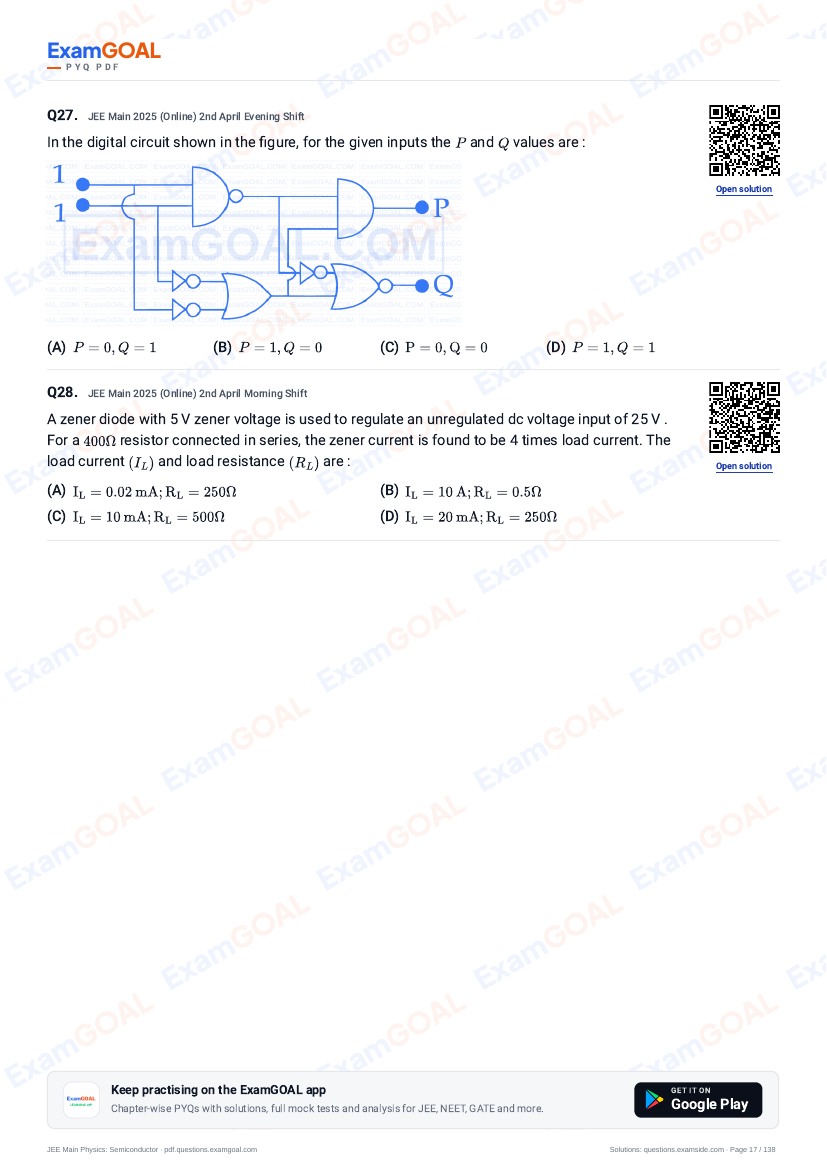 ExamGOAL
PYQ PDF
Q27. JEE Main 2025 (Online) 2nd April Evening Shift
In the digital circuit shown in the figure, for the given inputs the P and Q values are :
Open solution
1
1
P
Q
ExamGOAL.COM
(A) P = 0, Q = 1 (B) P = 1, Q = 0 (C) P = 0, Q = 0 (D) P = 1, Q = 1
Q28. JEE Main 2025 (Online) 2nd April Morning Shift
A zener diode with 5 V zener voltage is used to regulate an unregulated dc voltage input of 25 V .
For a 400Ω resistor connected in series, the zener current is found to be 4 times load current. The
load current (I_L) and load resistance (R_L) are :
Open solution
(A) I_L = 0.02 mA; R_L = 250Ω (B) I_L = 10 A; R_L = 0.5Ω
(C) I_L = 10 mA; R_L = 500Ω (D) I_L = 20 mA; R_L = 250Ω
Keep practising on the ExamGOAL app
Chapter-wise PYQs with solutions, full mock tests and analysis for JEE, NEET, GATE and more.
GET IT ON
Google Play
JEE Main Physics: Semiconductor · pdf.questions.examgoal.com Solutions: questions.examside.com · Page 17 / 138